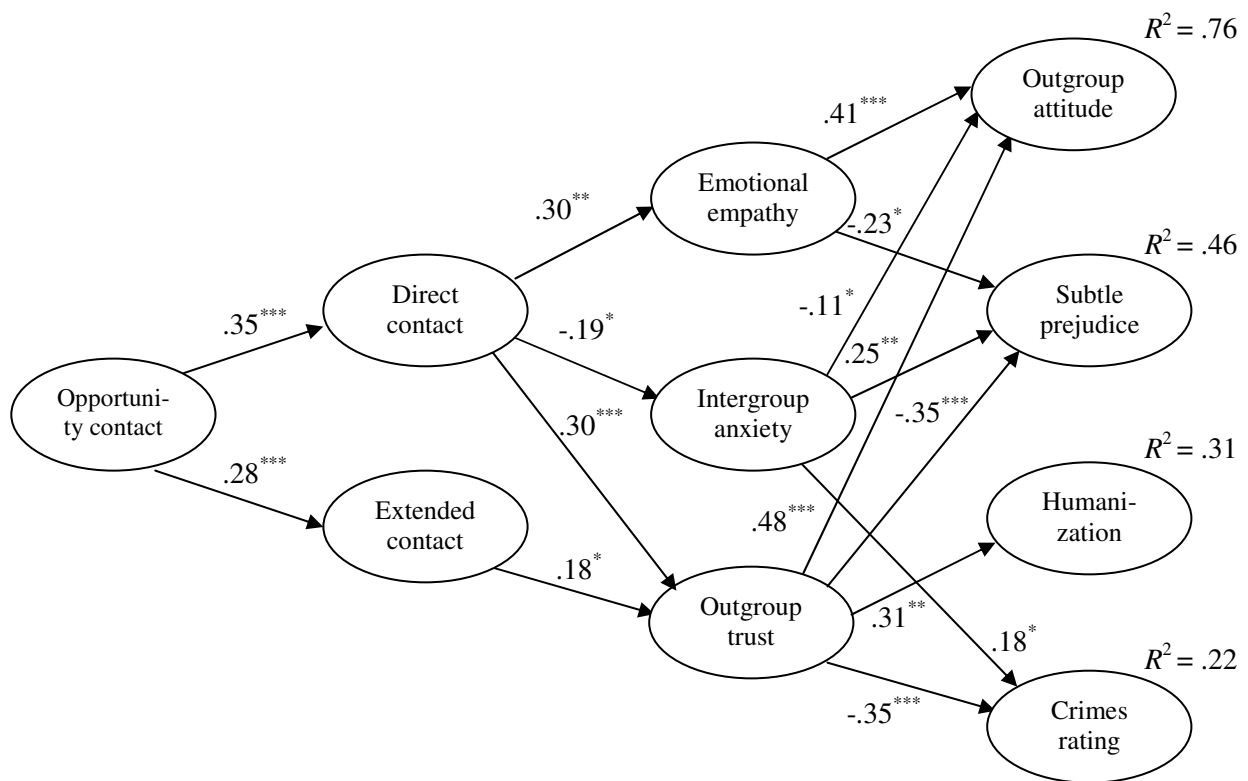 R² = .76
Outgroup
attitude
.41***
Emotional
empathy
.30**
-.23*
R² = .46
Direct
contact
Subtle
prejudice
-.11*
.35***
-.19*
.25**
Opportuni-
ty contact
Intergroup
anxiety
-.35***
.30***
R² = .31
.28***
Extended
contact
Humani-
zation
.48***
.18*
Outgroup
trust
.31**
.18*
R² = .22
-.35***
Crimes
rating